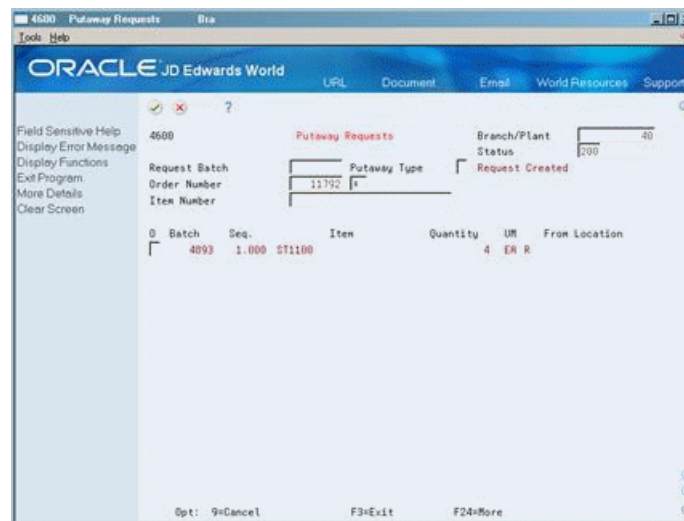 4600 Putaway Requests Bra
Tools Help
ORACLE JD Edwards World
URL Document Email World Resources Support
Field Sensitive Help
Display Error Message
Display Functions
Exit Program
More Details
Clear Screen
?
4600 Putaway Requests Branch/Plant 40
Status 200
Request Batch Putaway Type Request Created
Order Number 11792 *
Item Number
O Batch Seq. Item Quantity UM From Location
4093 1.000 ST1100 4 EA R
Opt: 9=Cancel F3=Exit F24=More